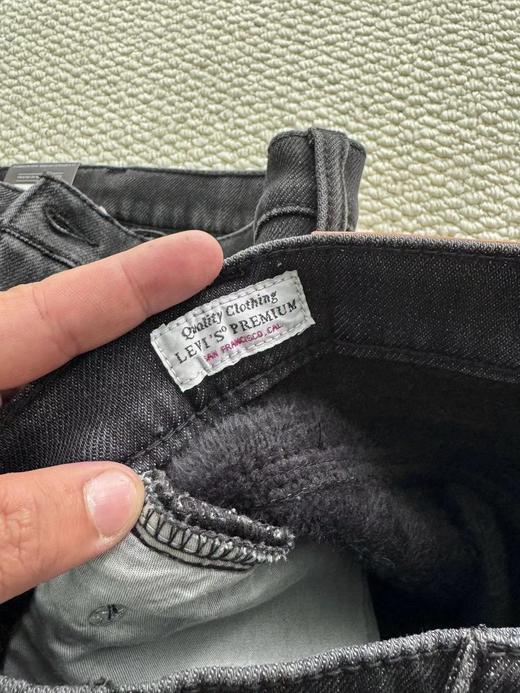 Quality Clothing
LEVI'S® PREMIUM
SAN FRANCISCO, CAL